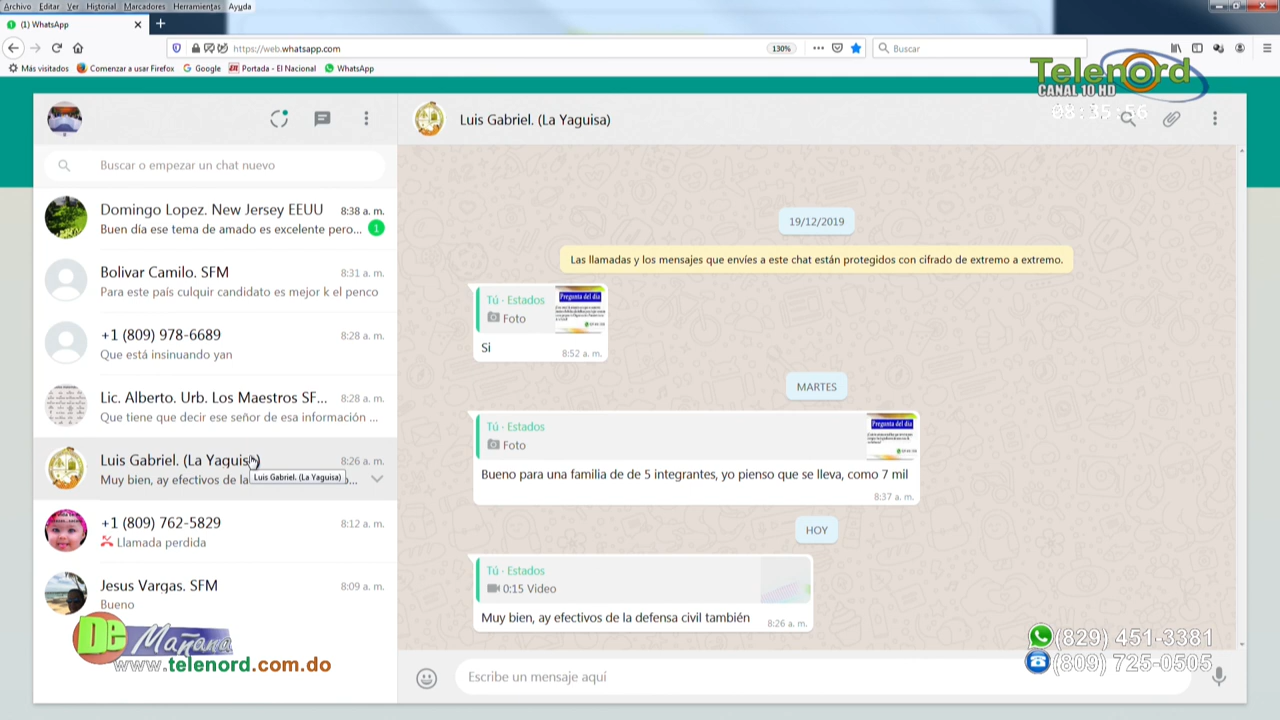 Archivo Editar Ver Historial Marcadores Herramientas Ayuda
(1) WhatsApp
https://web.whatsapp.com
130%
Buscar
Más visitados Comenzar a usar Firefox Google Portada - El Nacional WhatsApp
Telenord
CANAL 10 HD
08:35:56
Luis Gabriel. (La Yaguisa)
Buscar o empezar un chat nuevo
Domingo Lopez. New Jersey EEUU 8:38 a. m.
Buen día ese tema de amado es excelente pero... 1
Bolivar Camilo. SFM 8:31 a. m.
Para este país culquir candidato es mejor k el penco
+1 (809) 978-6689 8:28 a. m.
Que está insinuando yan
Lic. Alberto. Urb. Los Maestros SF... 8:28 a. m.
Que tiene que decir ese señor de esa información ...
Luis Gabriel. (La Yaguisa) 8:26 a. m.
Muy bien, ay efectivos de la
Luis Gabriel. (La Yaguisa)
+1 (809) 762-5829 8:12 a. m.
Llamada perdida
Jesus Vargas. SFM 8:09 a. m.
Bueno
De Mañana
www.telenord.com.do
19/12/2019
Las llamadas y los mensajes que envíes a este chat están protegidos con cifrado de extremo a extremo.
Tú · Estados
Foto
Pregunta del día
Si
8:52 a. m.
MARTES
Tú · Estados
Foto
Pregunta del día
Bueno para una familia de de 5 integrantes, yo pienso que se lleva, como 7 mil
8:37 a. m.
HOY
Tú · Estados
0:15 Video
Muy bien, ay efectivos de la defensa civil también
8:26 a. m.
Escribe un mensaje aquí
(829) 451-3381
(809) 725-0505